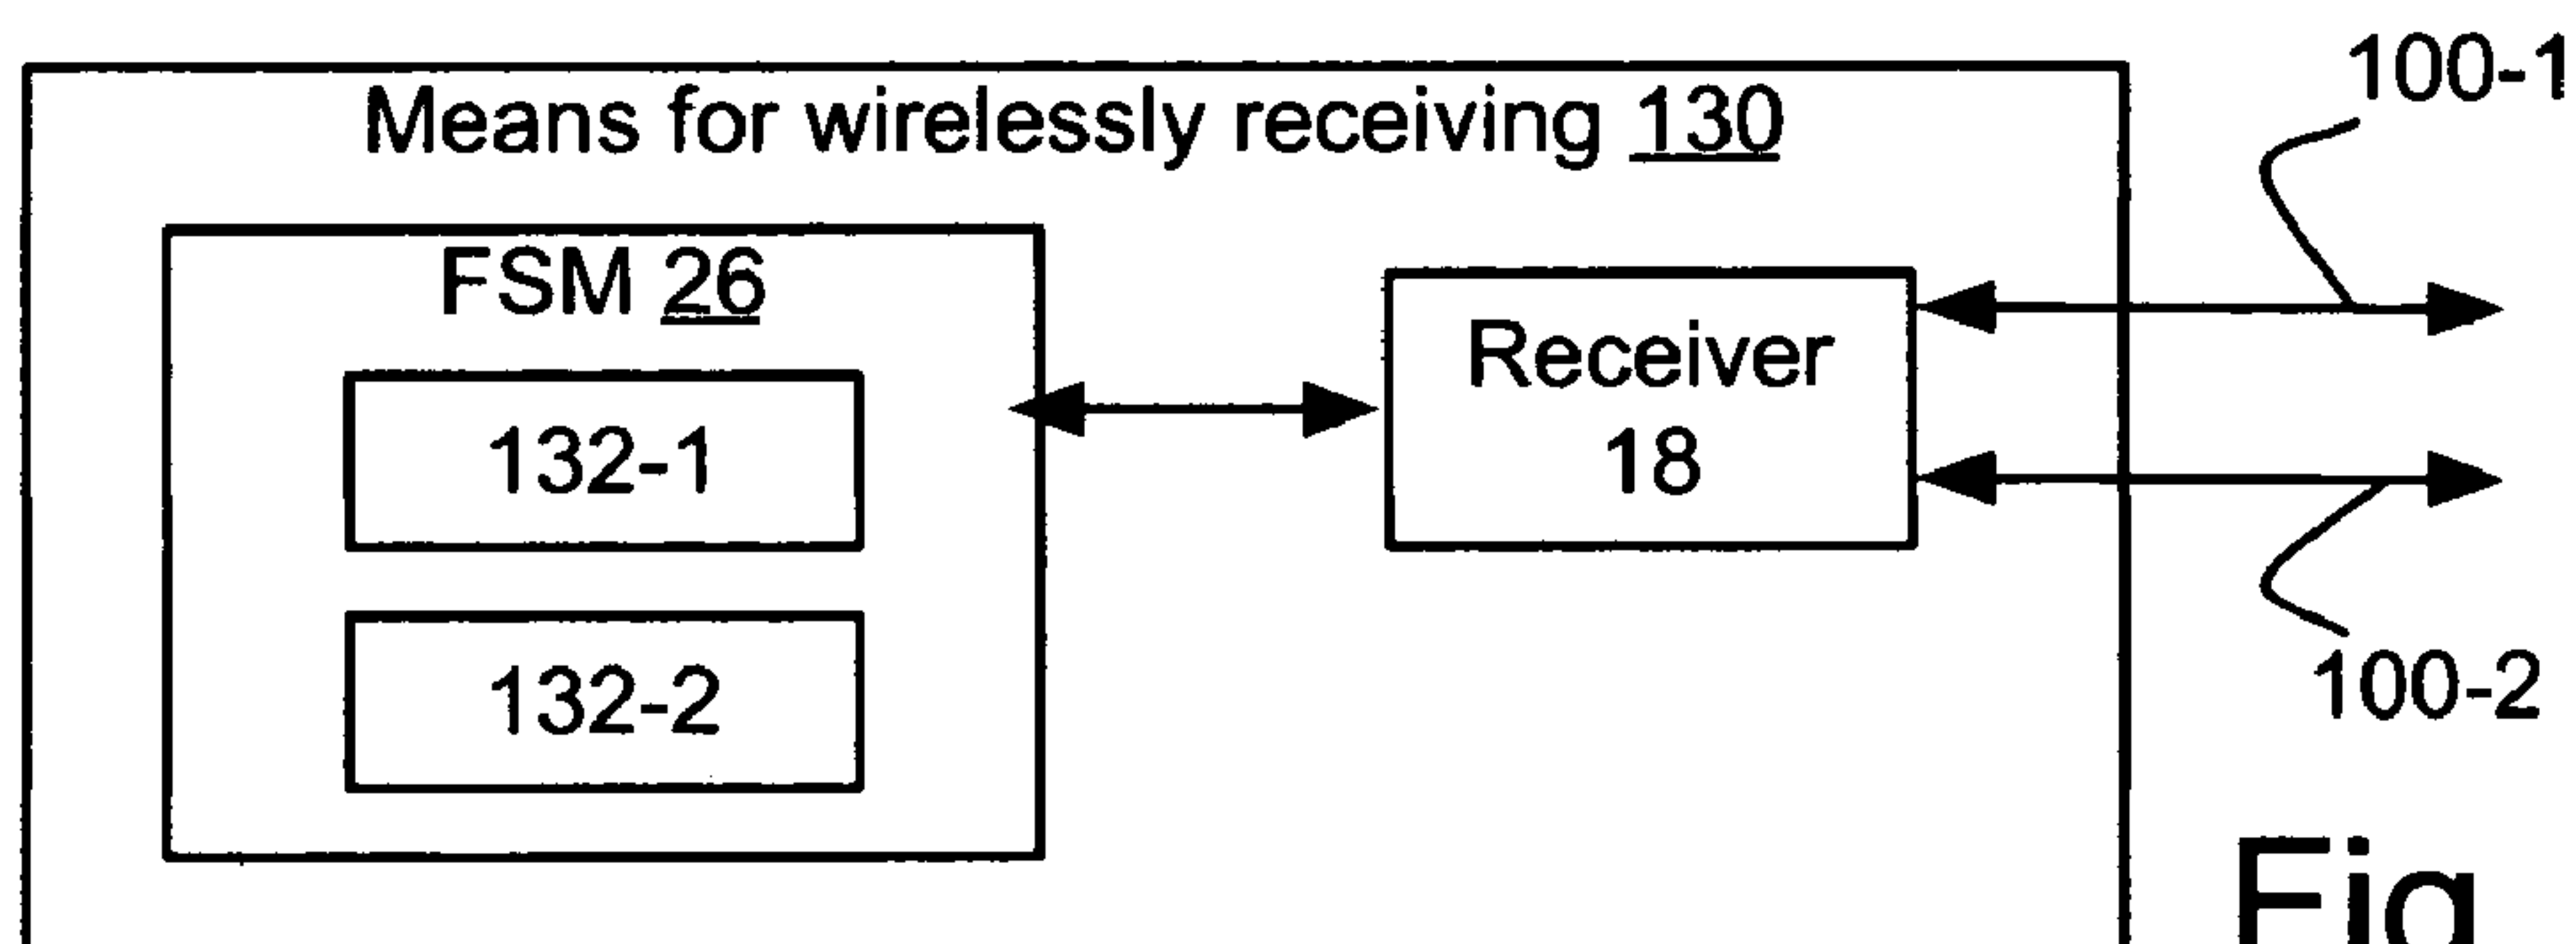 Means for wirelessly receiving 130
100-1
FSM 26
132-1
132-2
Receiver
18
100-2
Fig